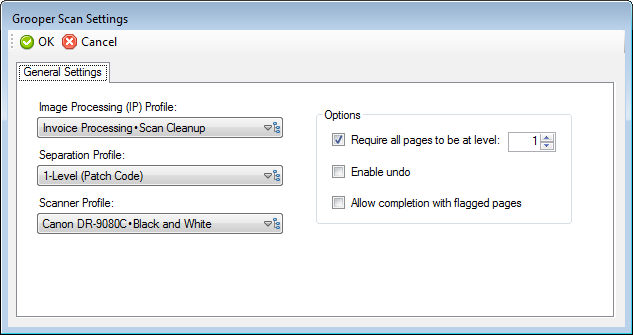 Grooper Scan Settings
OK Cancel
General Settings
Image Processing (IP) Profile:
Invoice Processing•Scan Cleanup
Separation Profile:
1-Level (Patch Code)
Scanner Profile:
Canon DR-9080C•Black and White
Options
Require all pages to be at level: 1
Enable undo
Allow completion with flagged pages